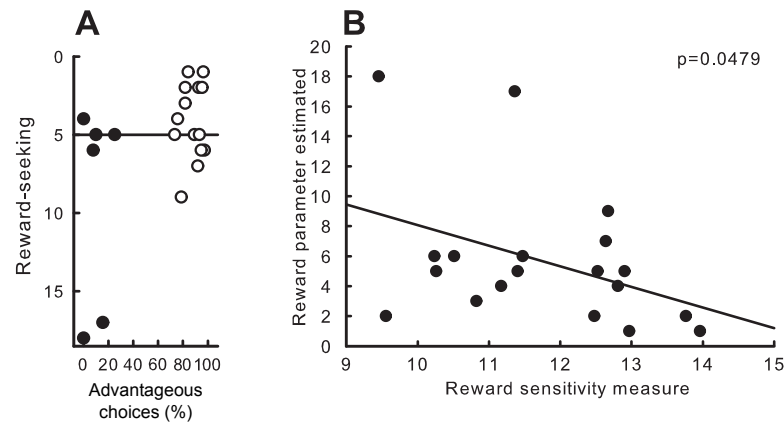 A
Reward-seeking
0
5
10
15
0 20 40 60 80 100
Advantageous
choices (%)
B
p=0.0479
Reward parameter estimated
20
18
16
14
12
10
8
6
4
2
0
9 10 11 12 13 14 15
Reward sensitivity measure